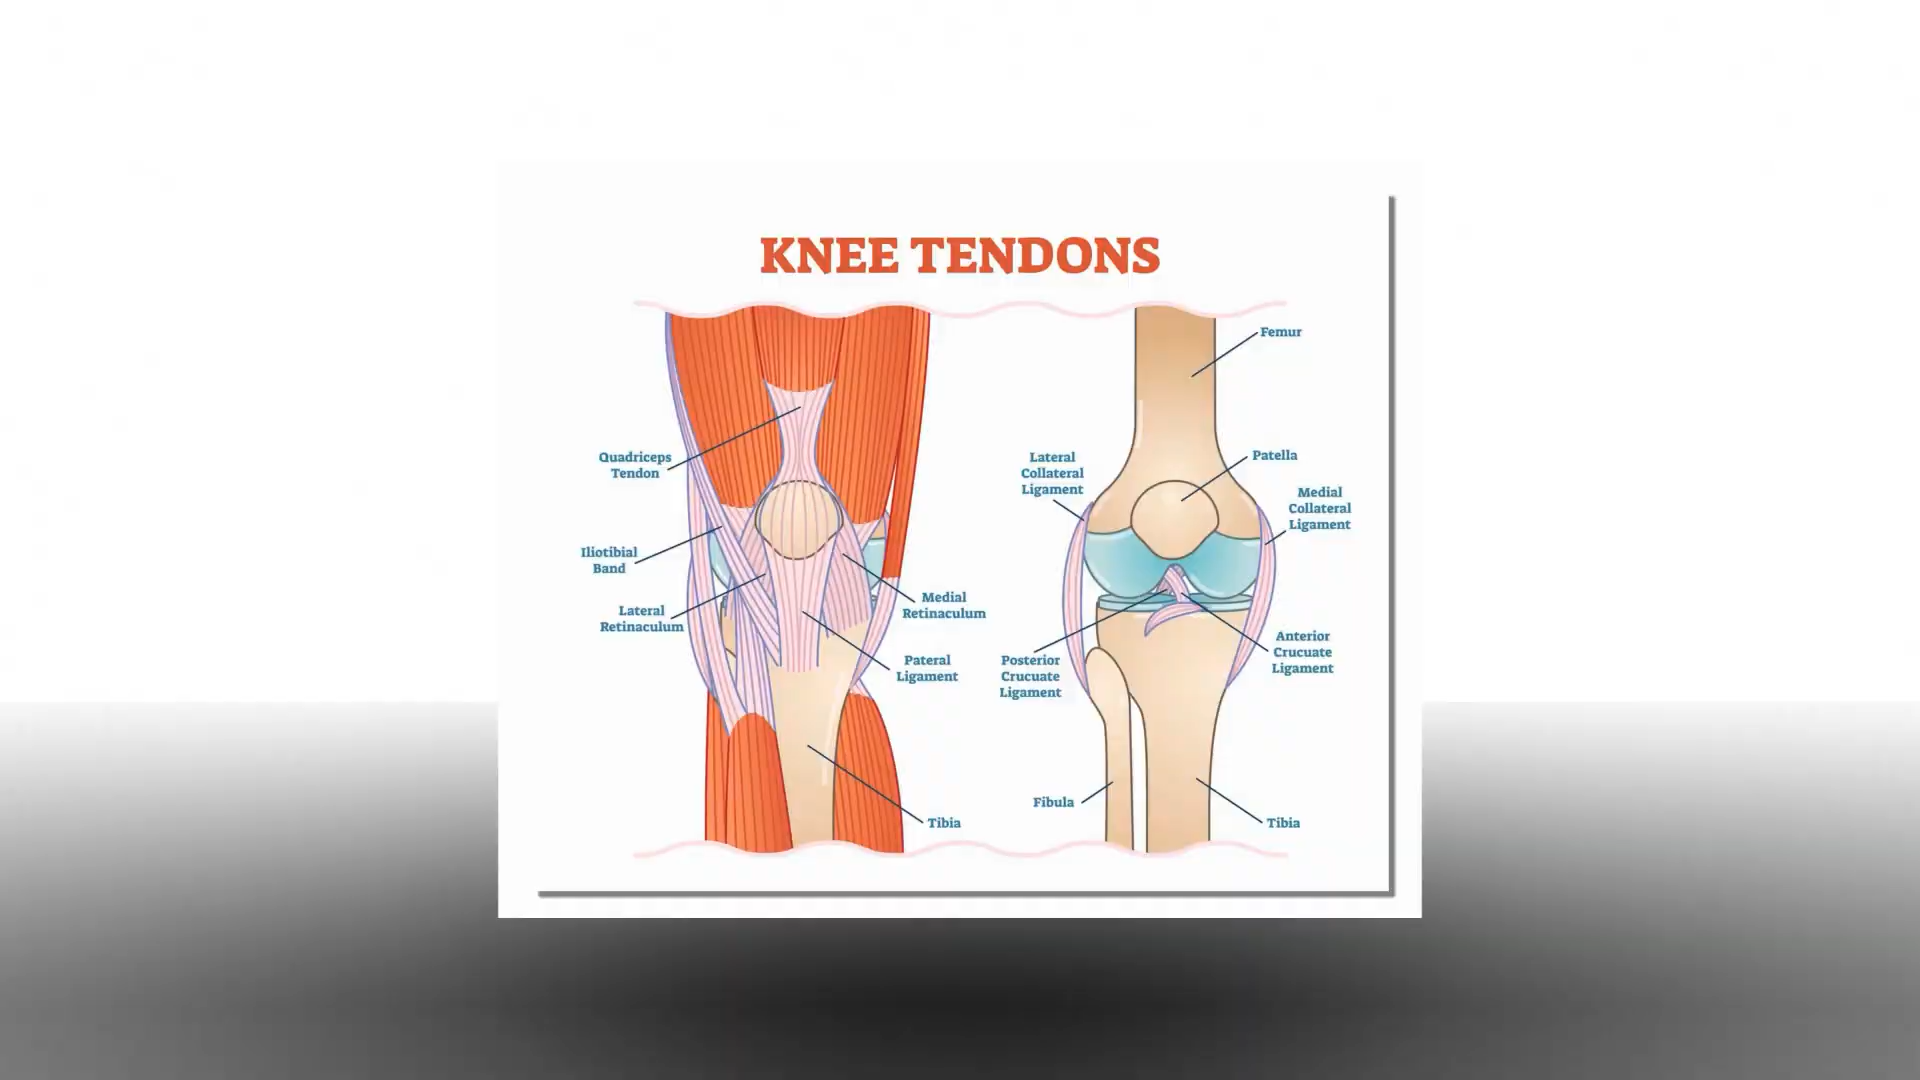 KNEE TENDONS
Quadriceps
Tendon
Iliotibial
Band
Lateral
Retinaculum
Medial
Retinaculum
Pateral
Ligament
Tibia
Femur
Lateral
Collateral
Ligament
Patella
Medial
Collateral
Ligament
Posterior
Crucuate
Ligament
Anterior
Crucuate
Ligament
Fibula
Tibia